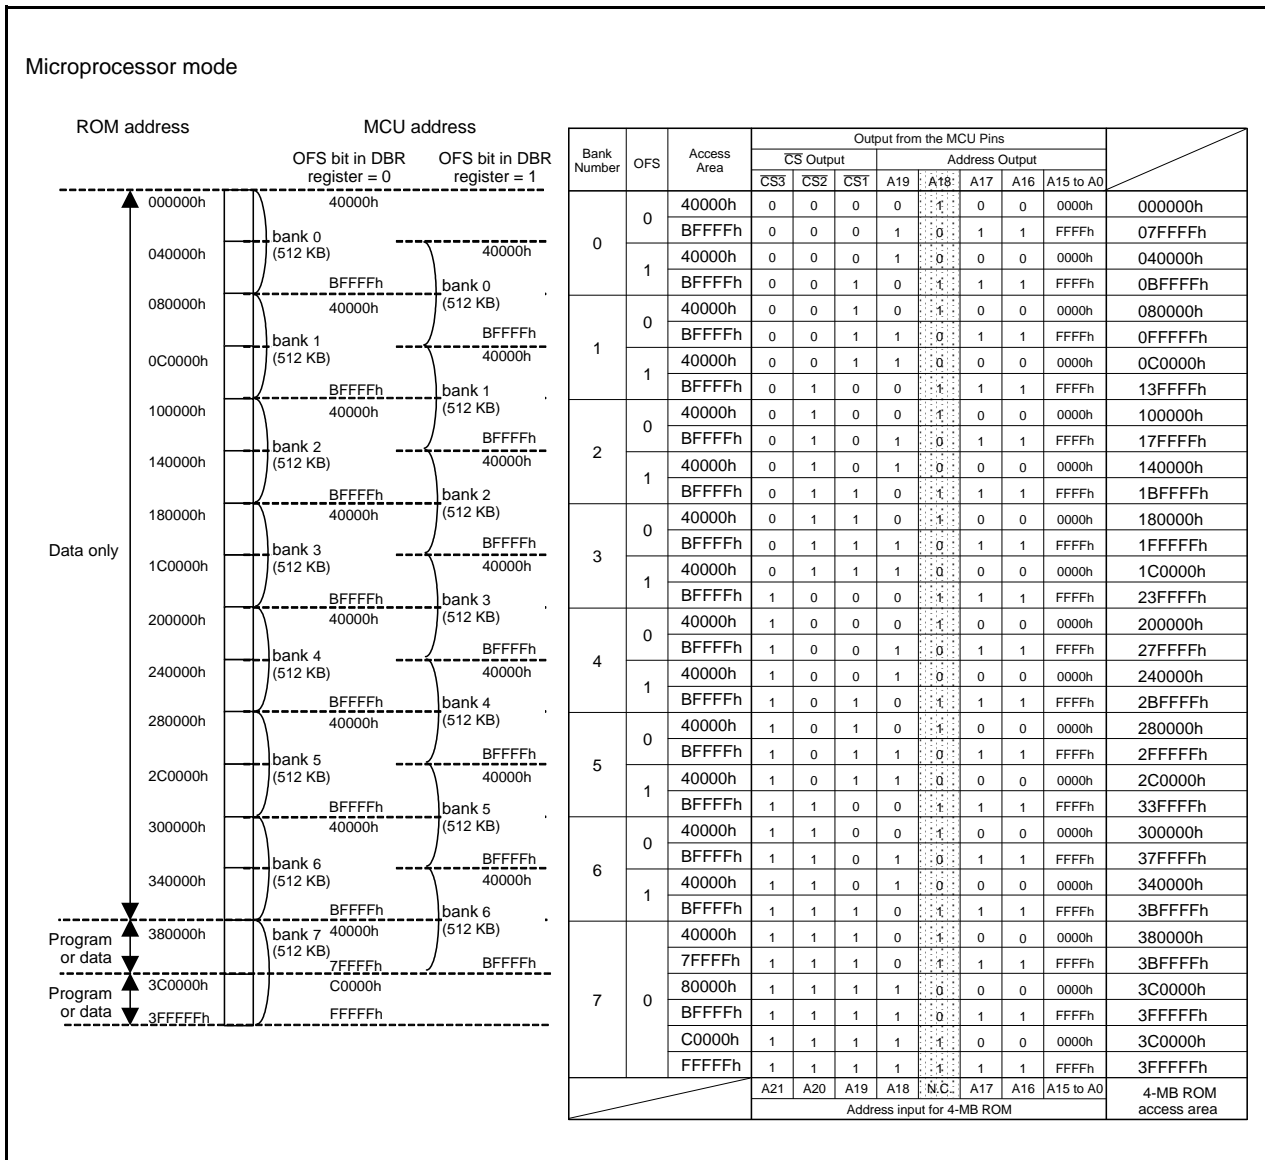 Microprocessor mode
ROM address
MCU address
OFS bit in DBR register = 0
OFS bit in DBR register = 1
000000h 40000h
bank 0 (512 KB)
040000h 40000h
BFFFFh bank 0 (512 KB)
080000h 40000h
bank 1 (512 KB) BFFFFh
0C0000h 40000h
BFFFFh bank 1 (512 KB)
100000h 40000h
bank 2 (512 KB) BFFFFh
140000h 40000h
BFFFFh bank 2 (512 KB)
180000h 40000h
Data only
bank 3 (512 KB) BFFFFh
1C0000h 40000h
BFFFFh bank 3 (512 KB)
200000h 40000h
bank 4 (512 KB) BFFFFh
240000h 40000h
BFFFFh bank 4 (512 KB)
280000h 40000h
bank 5 (512 KB) BFFFFh
2C0000h 40000h
BFFFFh bank 5 (512 KB)
300000h 40000h
bank 6 (512 KB) BFFFFh
340000h 40000h
BFFFFh bank 6 (512 KB)
Program or data
380000h bank 7 (512 KB) 40000h
7FFFFh BFFFFh
Program or data
3C0000h C0000h
3FFFFFh FFFFFh
Bank Number OFS Access Area Output from the MCU Pins
CS Output Address Output
CS3 CS2 CS1 A19 A18 A17 A16 A15 to A0
0 0 40000h 0 0 0 0 1 0 0 0000h 000000h
BFFFFh 0 0 0 1 0 1 1 FFFFh 07FFFFh
1 40000h 0 0 0 1 0 0 0 0000h 040000h
BFFFFh 0 0 1 0 1 1 1 FFFFh 0BFFFFh
1 0 40000h 0 0 1 0 1 0 0 0000h 080000h
BFFFFh 0 0 1 1 0 1 1 FFFFh 0FFFFFh
1 40000h 0 0 1 1 0 0 0 0000h 0C0000h
BFFFFh 0 1 0 0 1 1 1 FFFFh 13FFFFh
2 0 40000h 0 1 0 0 1 0 0 0000h 100000h
BFFFFh 0 1 0 1 0 1 1 FFFFh 17FFFFh
1 40000h 0 1 0 1 0 0 0 0000h 140000h
BFFFFh 0 1 1 0 1 1 1 FFFFh 1BFFFFh
3 0 40000h 0 1 1 0 1 0 0 0000h 180000h
BFFFFh 0 1 1 1 0 1 1 FFFFh 1FFFFFh
1 40000h 0 1 1 1 0 0 0 0000h 1C0000h
BFFFFh 1 0 0 0 1 1 1 FFFFh 23FFFFh
4 0 40000h 1 0 0 0 1 0 0 0000h 200000h
BFFFFh 1 0 0 1 0 1 1 FFFFh 27FFFFh
1 40000h 1 0 0 1 0 0 0 0000h 240000h
BFFFFh 1 0 1 0 1 1 1 FFFFh 2BFFFFh
5 0 40000h 1 0 1 0 1 0 0 0000h 280000h
BFFFFh 1 0 1 1 0 1 1 FFFFh 2FFFFFh
1 40000h 1 0 1 1 0 0 0 0000h 2C0000h
BFFFFh 1 1 0 0 1 1 1 FFFFh 33FFFFh
6 0 40000h 1 1 0 0 1 0 0 0000h 300000h
BFFFFh 1 1 0 1 0 1 1 FFFFh 37FFFFh
1 40000h 1 1 0 1 0 0 0 0000h 340000h
BFFFFh 1 1 1 0 1 1 1 FFFFh 3BFFFFh
7 0 40000h 1 1 1 0 1 0 0 0000h 380000h
7FFFFh 1 1 1 0 1 1 1 FFFFh 3BFFFFh
80000h 1 1 1 1 0 0 0 0000h 3C0000h
BFFFFh 1 1 1 1 0 1 1 FFFFh 3FFFFFh
C0000h 1 1 1 1 1 0 0 0000h 3C0000h
FFFFFh 1 1 1 1 1 1 1 FFFFh 3FFFFFh
A21 A20 A19 A18 N.C. A17 A16 A15 to A0 4-MB ROM access area
Address input for 4-MB ROM